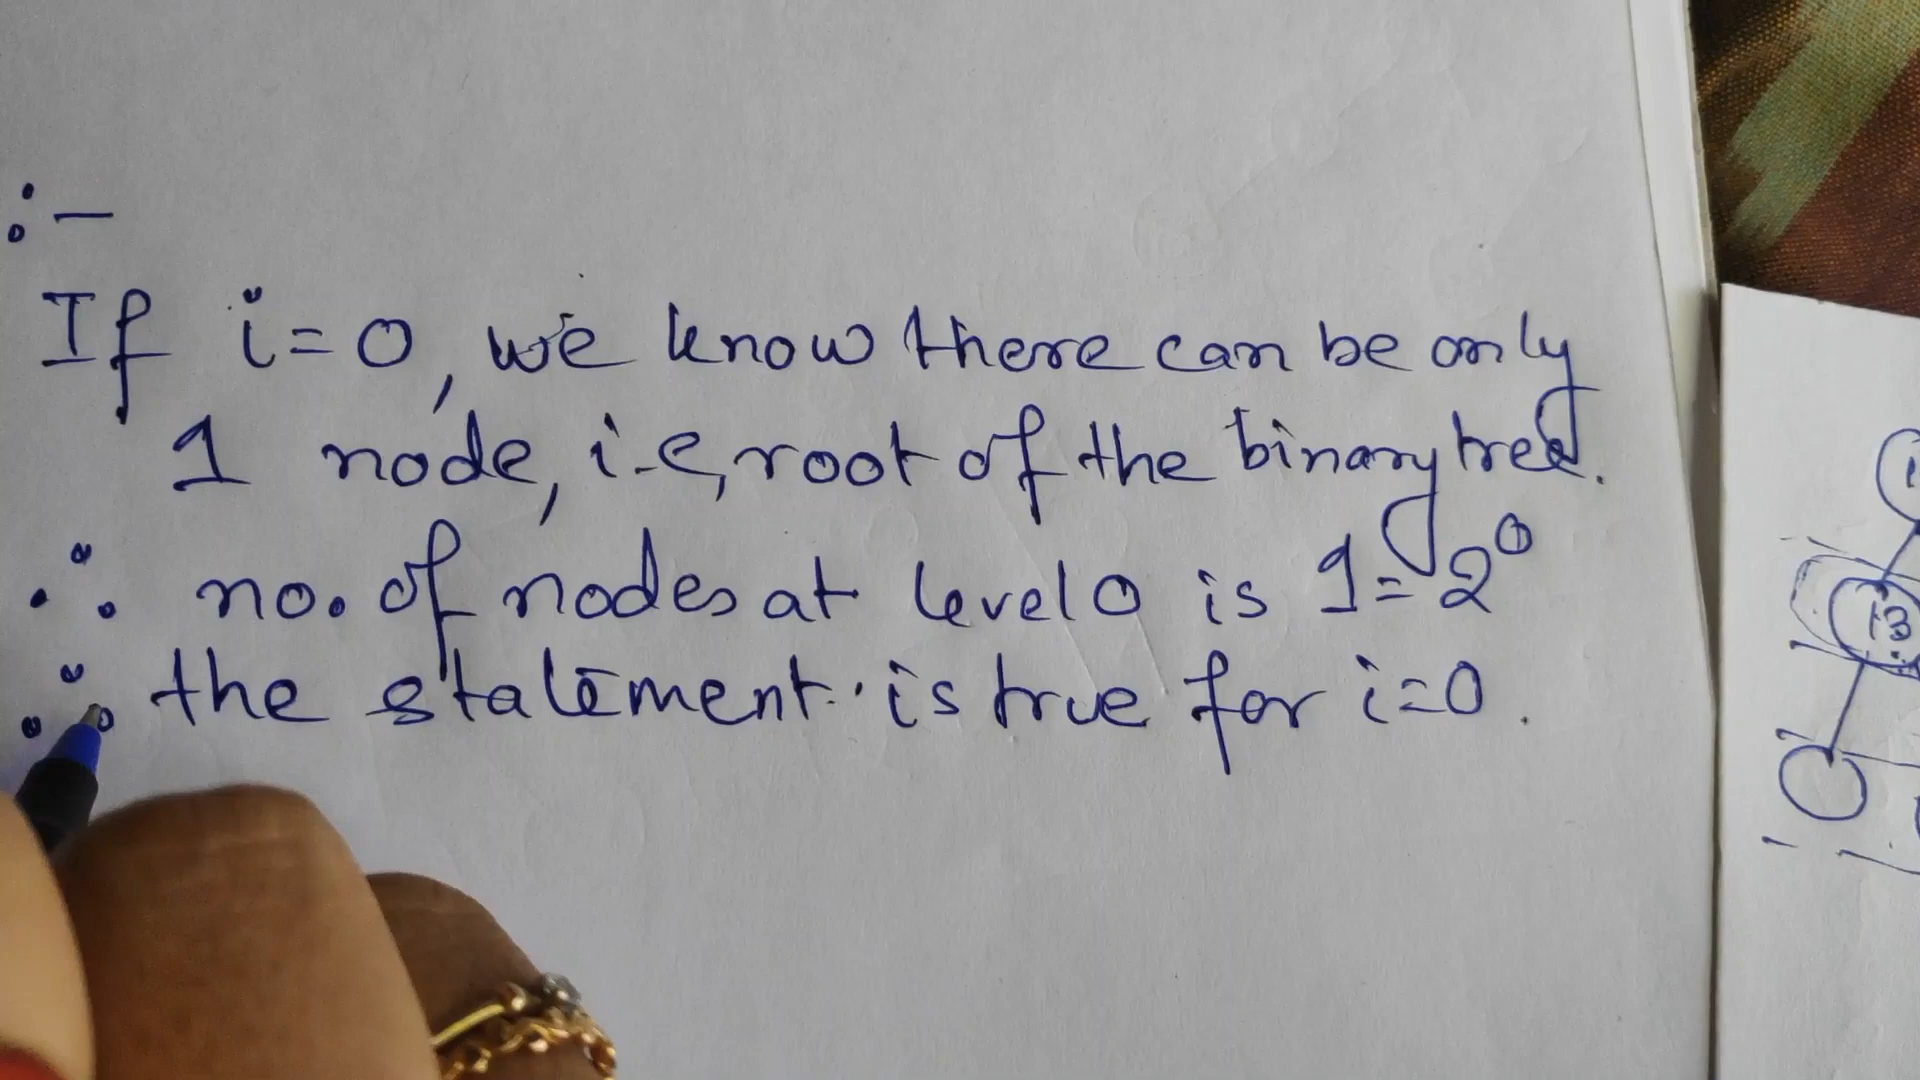 :-
If i=0, we know there can be only
1 node, i.e, root of the binary tree.
∴ no. of nodes at level 0 is 1=2⁰
∴ the statement is true for i=0.
13